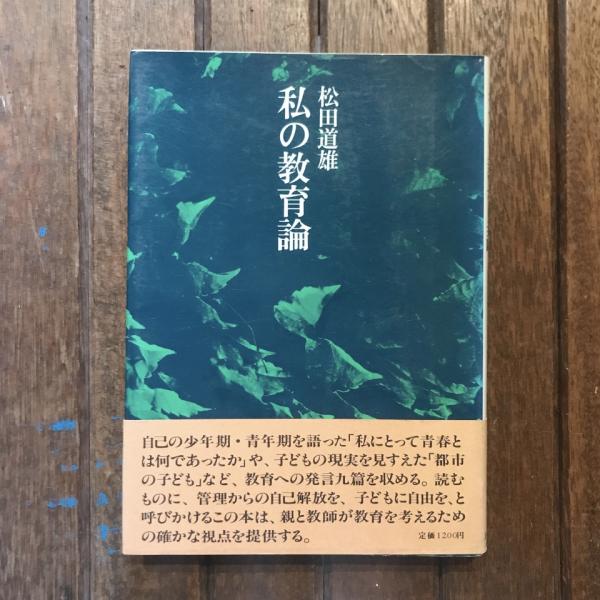 松田道雄
私の教育論
自己の少年期・青年期を語った「私にとって青春と
は何であったか」や、子どもの現実を見すえた「都市
の子ども」など、教育への発言九篇を収める。読む
ものに、管理からの自己解放を、子どもに自由を、と
呼びかけるこの本は、親と教師が教育を考えるため
の確かな視点を提供する。
定価1200円